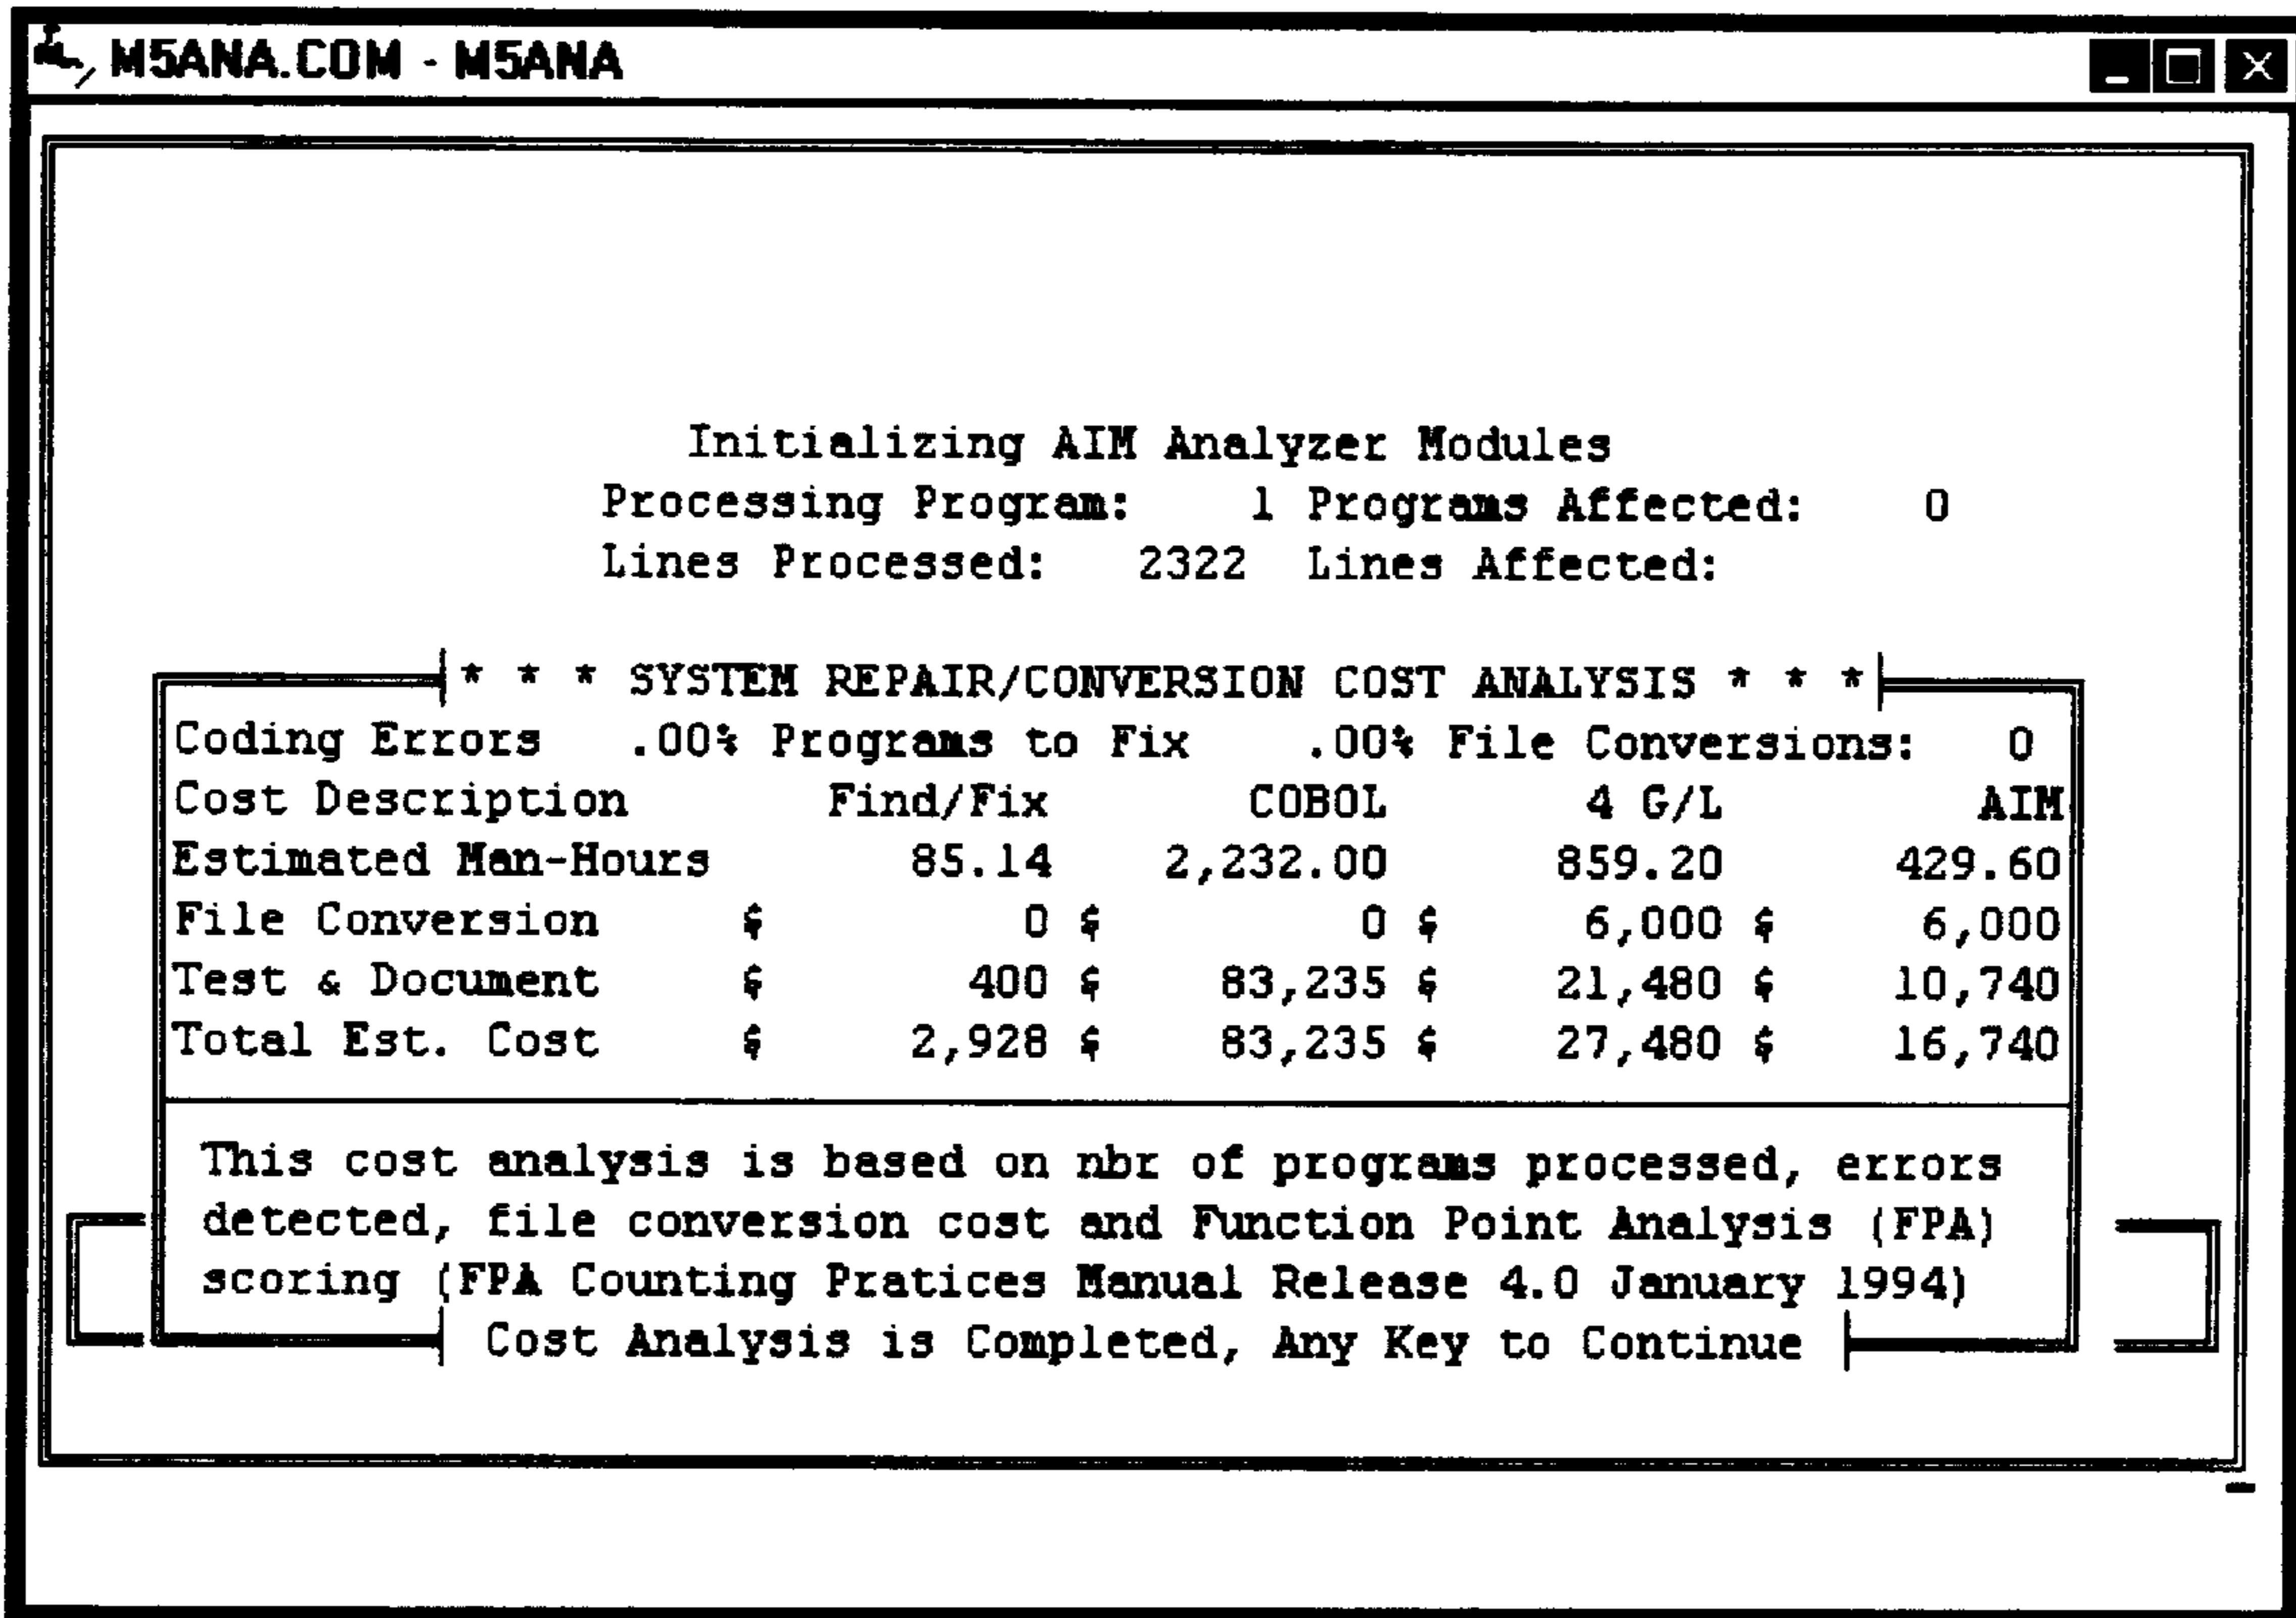 M5ANA.COM - M5ANA
Initializing AIM Analyzer Modules
Processing Program: 1 Programs Affected: 0
Lines Processed: 2322 Lines Affected:
* * * SYSTEM REPAIR/CONVERSION COST ANALYSIS * * *
Coding Errors .00% Programs to Fix .00% File Conversions: 0
Cost Description Find/Fix COBOL 4 G/L AIM
Estimated Man-Hours 85.14 2,232.00 859.20 429.60
File Conversion $ 0 $ 0 $ 6,000 $ 6,000
Test & Document $ 400 $ 83,235 $ 21,480 $ 10,740
Total Est. Cost $ 2,928 $ 83,235 $ 27,480 $ 16,740
This cost analysis is based on nbr of programs processed, errors
detected, file conversion cost and Function Point Analysis (FPA)
scoring (FPA Counting Pratices Manual Release 4.0 January 1994)
Cost Analysis is Completed, Any Key to Continue